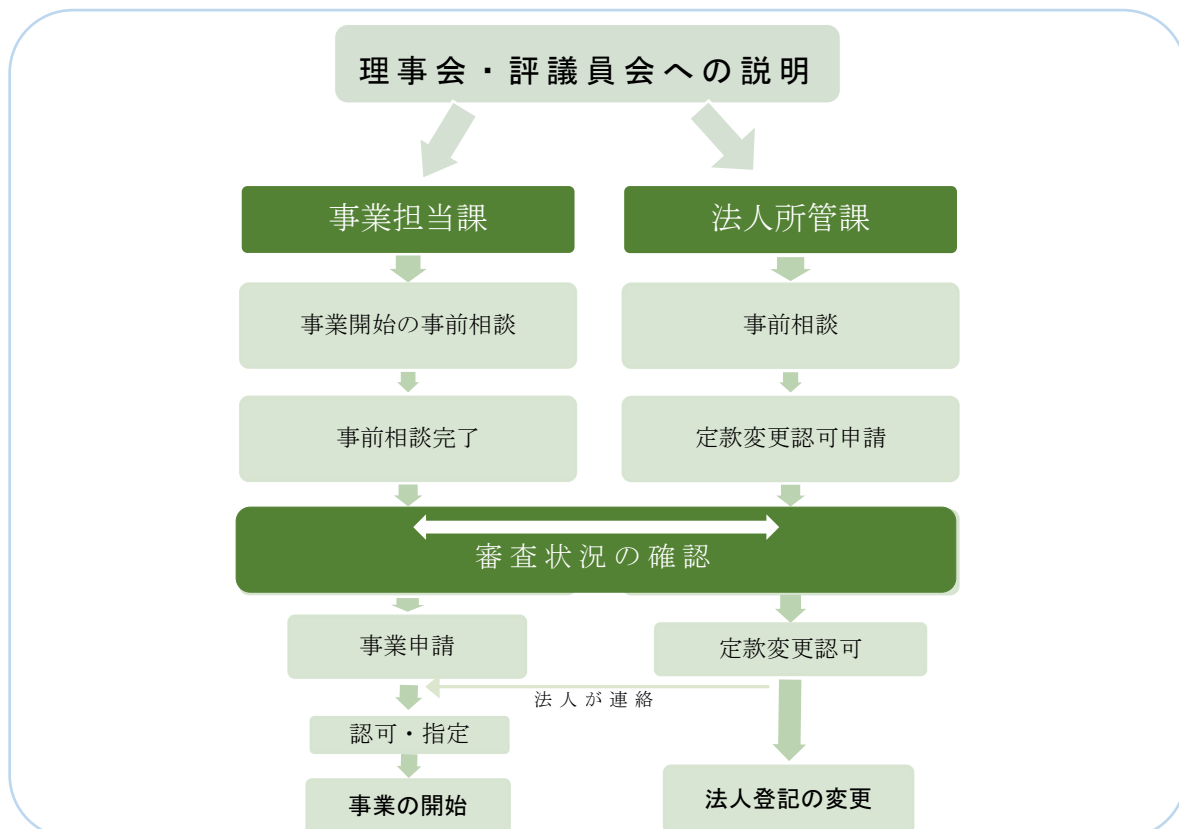 理事会・評議員会への説明
事業担当課
法人所管課
事業開始の事前相談
事前相談
事前相談完了
定款変更認可申請
審査状況の確認
事業申請
定款変更認可
法人が連絡
認可・指定
事業の開始
法人登記の変更